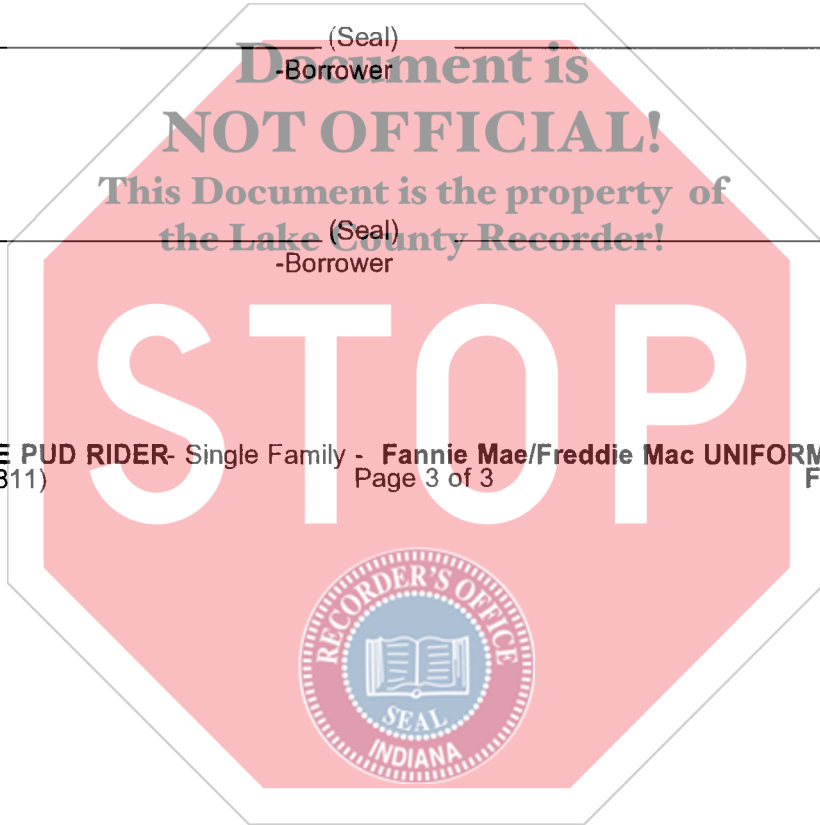 (Seal)
Document is
-Borrower
NOT OFFICIAL!
This Document is the property of
(Seal)
the Lake County Recorder!
-Borrower
STOP
E PUD RIDER- Single Family - Fannie Mae/Freddie Mac UNIFORM
811) Page 3 of 3 F
RECORDER'S OFFICE
SEAL
INDIANA